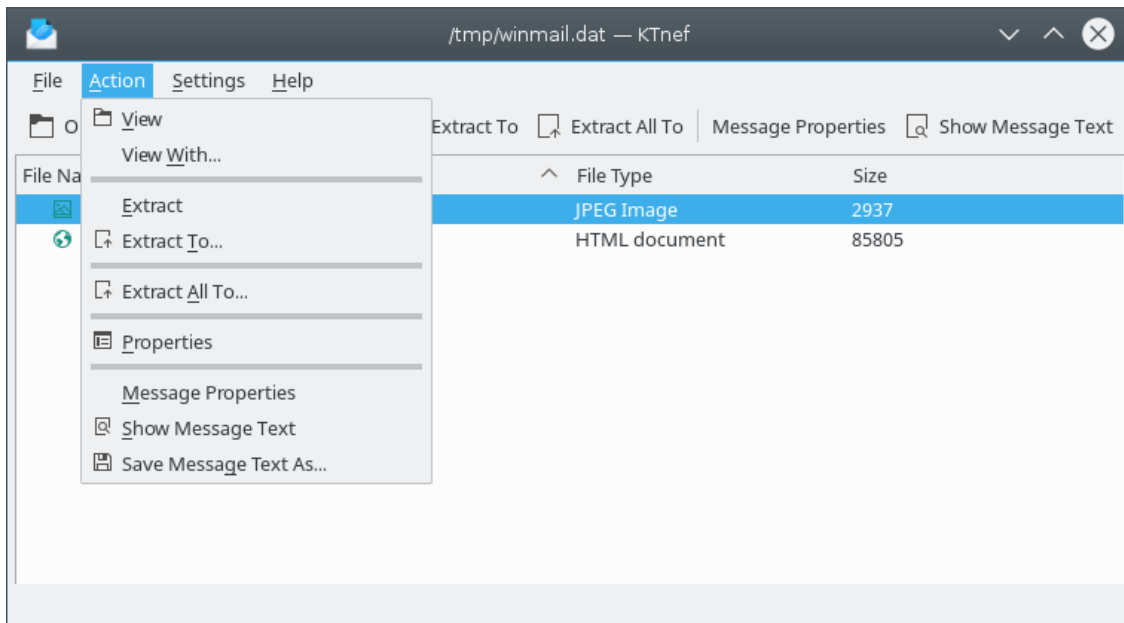 /tmp/winmail.dat — KTnef
File Action Settings Help
O Extract To Extract All To Message Properties Show Message Text
File Na File Type Size
JPEG Image 2937
HTML document 85805
View
View With...
Extract
Extract To...
Extract All To...
Properties
Message Properties
Show Message Text
Save Message Text As...